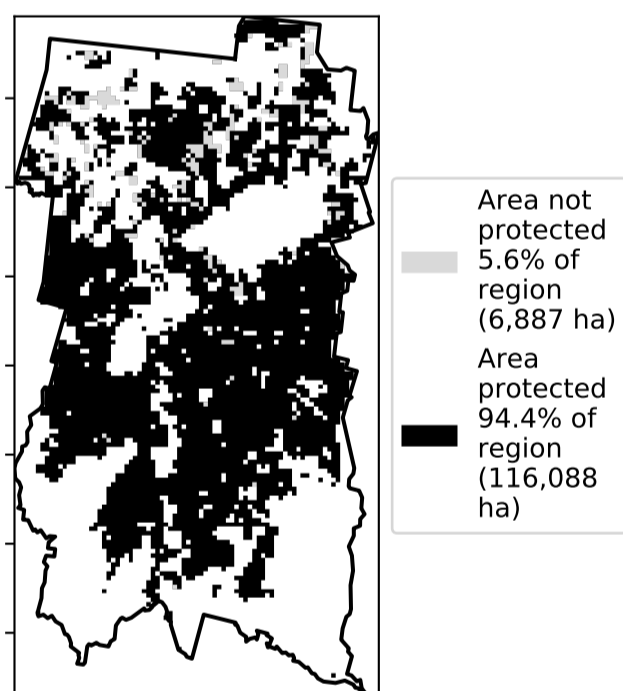 Area not
protected
5.6% of
region
(6,887 ha)
Area
protected
94.4% of
region
(116,088
ha)